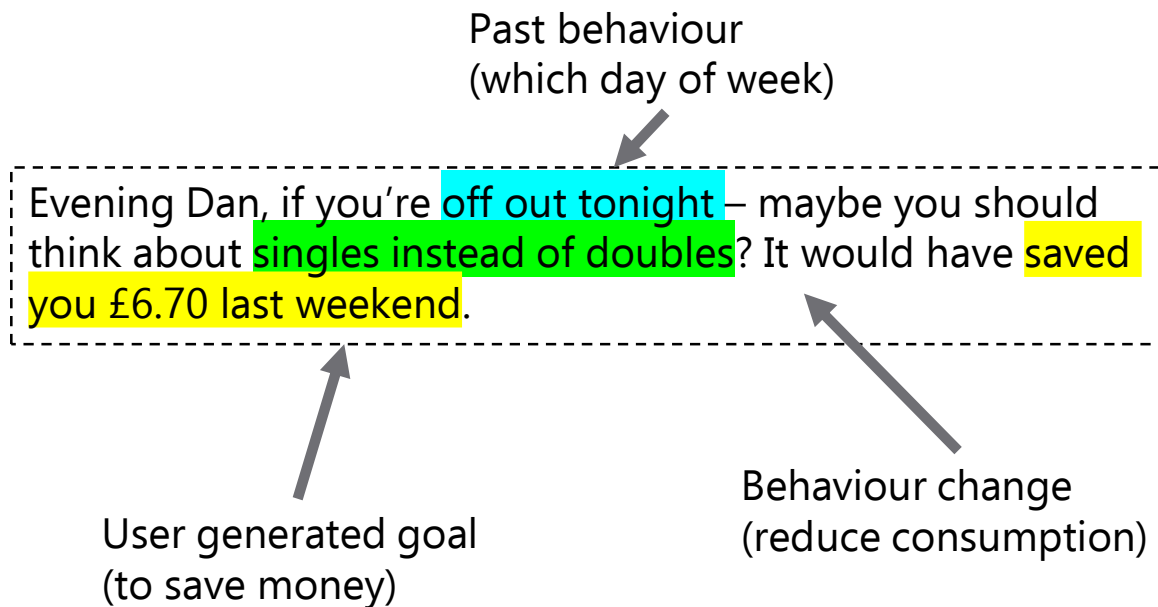 Past behaviour
(which day of week)
Evening Dan, if you’re off out tonight – maybe you should
think about singles instead of doubles? It would have saved
you £6.70 last weekend.
Behaviour change
(reduce consumption)
User generated goal
(to save money)